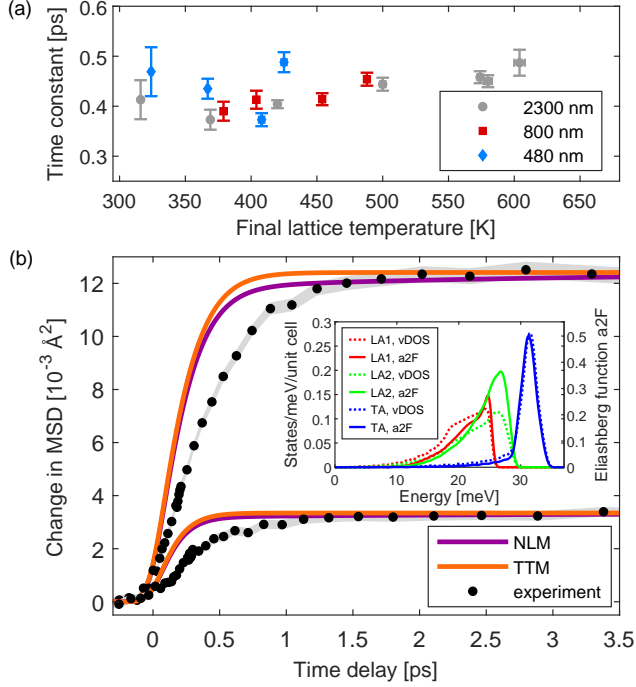 (a)
Time constant [ps]
0.6
0.5
0.4
0.3
300 350 400 450 500 550 600 650
Final lattice temperature [K]
2300 nm
800 nm
480 nm
(b)
Change in MSD [10⁻³ Å²]
12
10
8
6
4
2
0
0 0.5 1 1.5 2 2.5 3 3.5
Time delay [ps]
NLM
TTM
experiment
States/meV/unit cell
0.3
0.25
0.2
0.15
0.1
0.05
0
LA1, vDOS
LA1, a2F
LA2, vDOS
LA2, a2F
TA, vDOS
TA, a2F
0 10 20 30
Energy [meV]
0.4
0.2
0
Eliashberg function a2F